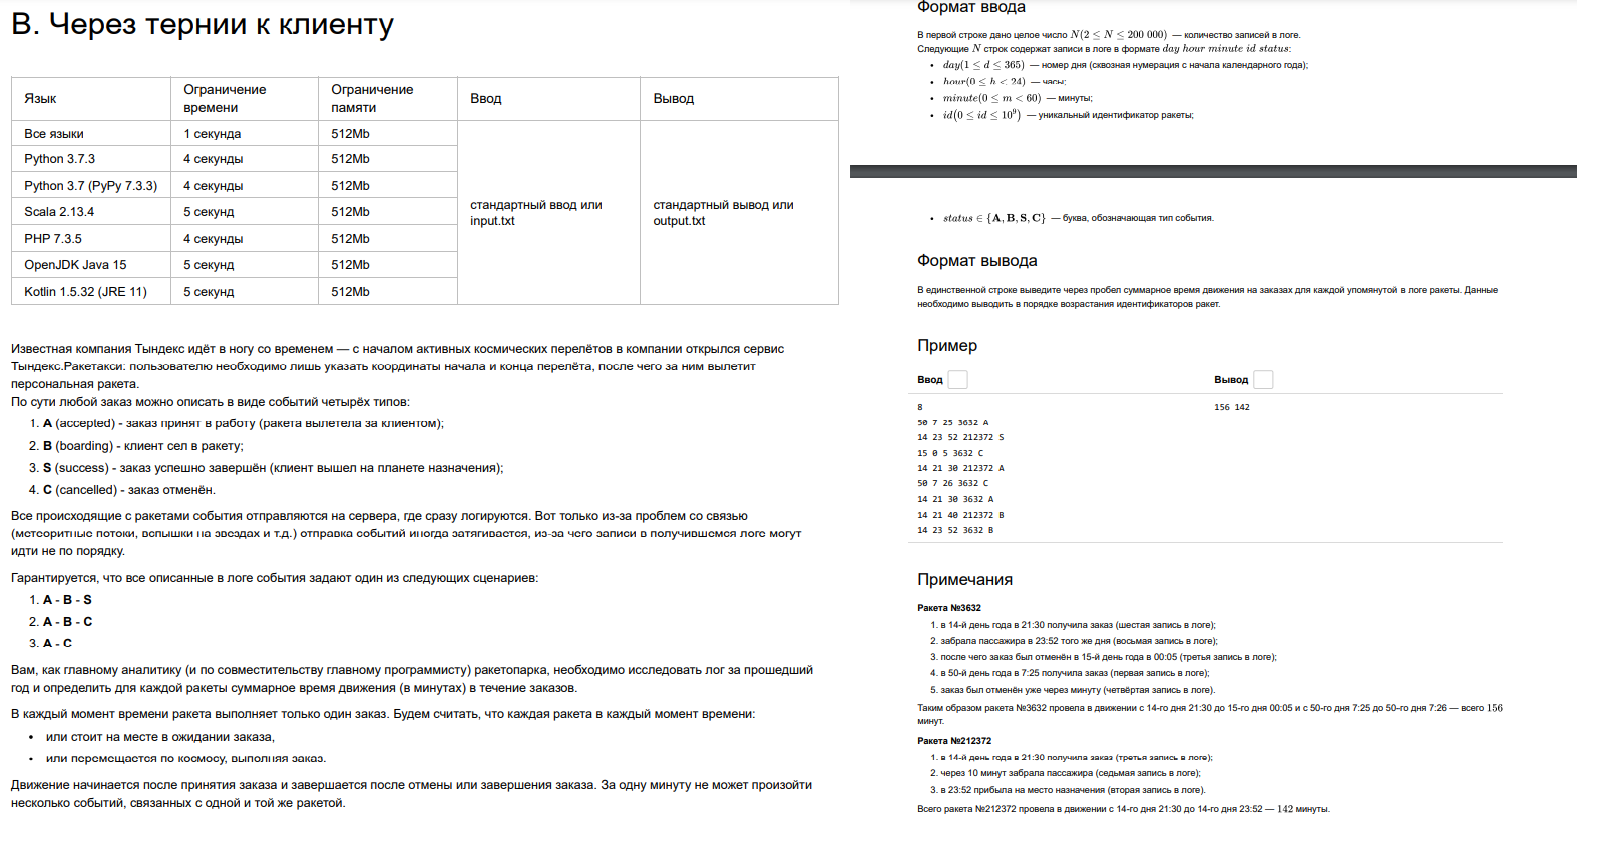 В. Через тернии к клиенту
Язык
Ограничение времени
Ограничение памяти
Ввод
Вывод
Все языки
1 секунда
512Mb
Python 3.7.3
4 секунды
512Mb
Python 3.7 (PyPy 7.3.3)
4 секунды
512Mb
Scala 2.13.4
5 секунд
512Mb
PHP 7.3.5
4 секунды
512Mb
OpenJDK Java 15
5 секунд
512Mb
Kotlin 1.5.32 (JRE 11)
5 секунд
512Mb
стандартный ввод или
input.txt
стандартный вывод или
output.txt
Известная компания Тындекс идёт в ногу со временем — с началом активных космических перелётов в компании открылся сервис
Тындекс.Ракетакси: пользователю необходимо лишь указать координаты начала и конца перелёта, после чего за ним вылетит
персональная ракета.
По сути любой заказ можно описать в виде событий четырёх типов:
1. A (accepted) - заказ принят в работу (ракета вылетела за клиентом);
2. B (boarding) - клиент сел в ракету;
3. S (success) - заказ успешно завершён (клиент вышел на планете назначения);
4. C (cancelled) - заказ отменён.
Все происходящие с ракетами события отправляются на сервера, где сразу логируются. Вот только из-за проблем со связью
(метеоритные потоки, вспышки на звездах и т.д.) отправка событий иногда затягивается, из-за чего записи в получившемся логе могут
идти не по порядку.
Гарантируется, что все описанные в логе события задают один из следующих сценариев:
1. A - B - S
2. A - B - C
3. A - C
Вам, как главному аналитику (и по совместительству главному программисту) ракетопарка, необходимо исследовать лог за прошедший
год и определить для каждой ракеты суммарное время движения (в минутах) в течение заказов.
В каждый момент времени ракета выполняет только один заказ. Будем считать, что каждая ракета в каждый момент времени:
• или стоит на месте в ожидании заказа,
• или перемещается по космосу, выполняя заказ.
Движение начинается после принятия заказа и завершается после отмены или завершения заказа. За одну минуту не может произойти
несколько событий, связанных с одной и той же ракетой.
Формат ввода
В первой строке дано целое число N(2 ≤ N ≤ 200 000) — количество записей в логе.
Следующие N строк содержат записи в логе в формате day hour minute id status:
• day(1 ≤ d ≤ 365) — номер дня (сквозная нумерация с начала календарного года);
• hour(0 ≤ h < 24) — часы;
• minute(0 ≤ m < 60) — минуты;
• id(0 ≤ id ≤ 10⁹) — уникальный идентификатор ракеты;
• status ∈ {A, B, S, C} — буква, обозначающая тип события.
Формат вывода
В единственной строке выведите через пробел суммарное время движения на заказах для каждой упомянутой в логе ракеты. Данные
необходимо выводить в порядке возрастания идентификаторов ракет.
Пример
Ввод
Вывод
8
50 7 25 3632 A
14 23 52 212372 S
15 0 5 3632 C
14 21 30 212372 A
50 7 26 3632 C
14 21 30 3632 A
14 21 40 212372 B
14 23 52 3632 B
156 142
Примечания
Ракета №3632
1. в 14-й день года в 21:30 получила заказ (шестая запись в логе);
2. забрала пассажира в 23:52 того же дня (восьмая запись в логе);
3. после чего заказ был отменён в 15-й день года в 00:05 (третья запись в логе);
4. в 50-й день года в 7:25 получила заказ (первая запись в логе);
5. заказ был отменён уже через минуту (четвёртая запись в логе).
Таким образом ракета №3632 провела в движении с 14-го дня 21:30 до 15-го дня 00:05 и с 50-го дня 7:25 до 50-го дня 7:26 — всего 156
минут.
Ракета №212372
1. в 14-й день года в 21:30 получила заказ (третья запись в логе);
2. через 10 минут забрала пассажира (седьмая запись в логе);
3. в 23:52 прибыла на место назначения (вторая запись в логе).
Всего ракета №212372 провела в движении с 14-го дня 21:30 до 14-го дня 23:52 — 142 минуты.